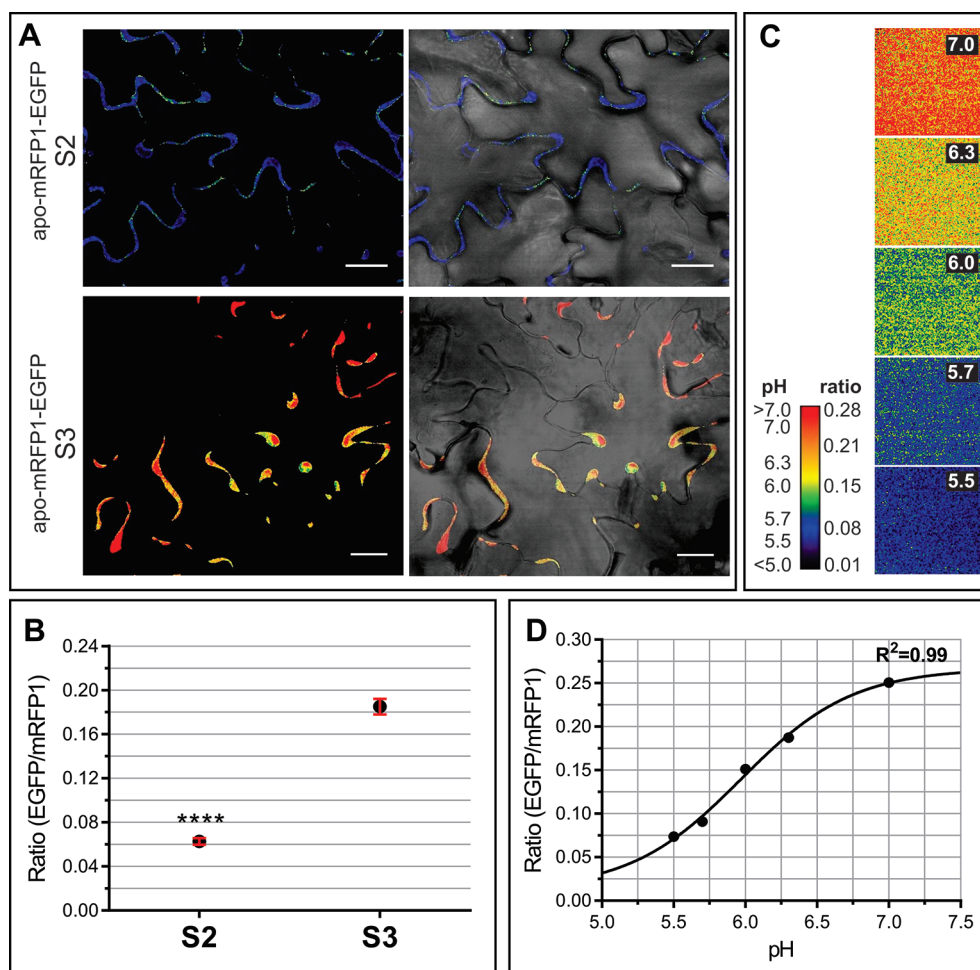 A
apo-mRFP1-EGFP
S2
apo-mRFP1-EGFP
S3
C
7.0
6.3
6.0
5.7
5.5
pH ratio
>7.0 0.28
7.0
6.3 0.21
6.0 0.15
5.7 0.08
5.5
<5.0 0.01
B
Ratio (EGFP/mRFP1)
0.24
0.20
0.16
0.12
0.08
0.04
0.00
****
S2 S3
D
Ratio (EGFP/mRFP1)
0.30
0.25
0.20
0.15
0.10
0.05
0.00
R²=0.99
5.0 5.5 6.0 6.5 7.0 7.5
pH